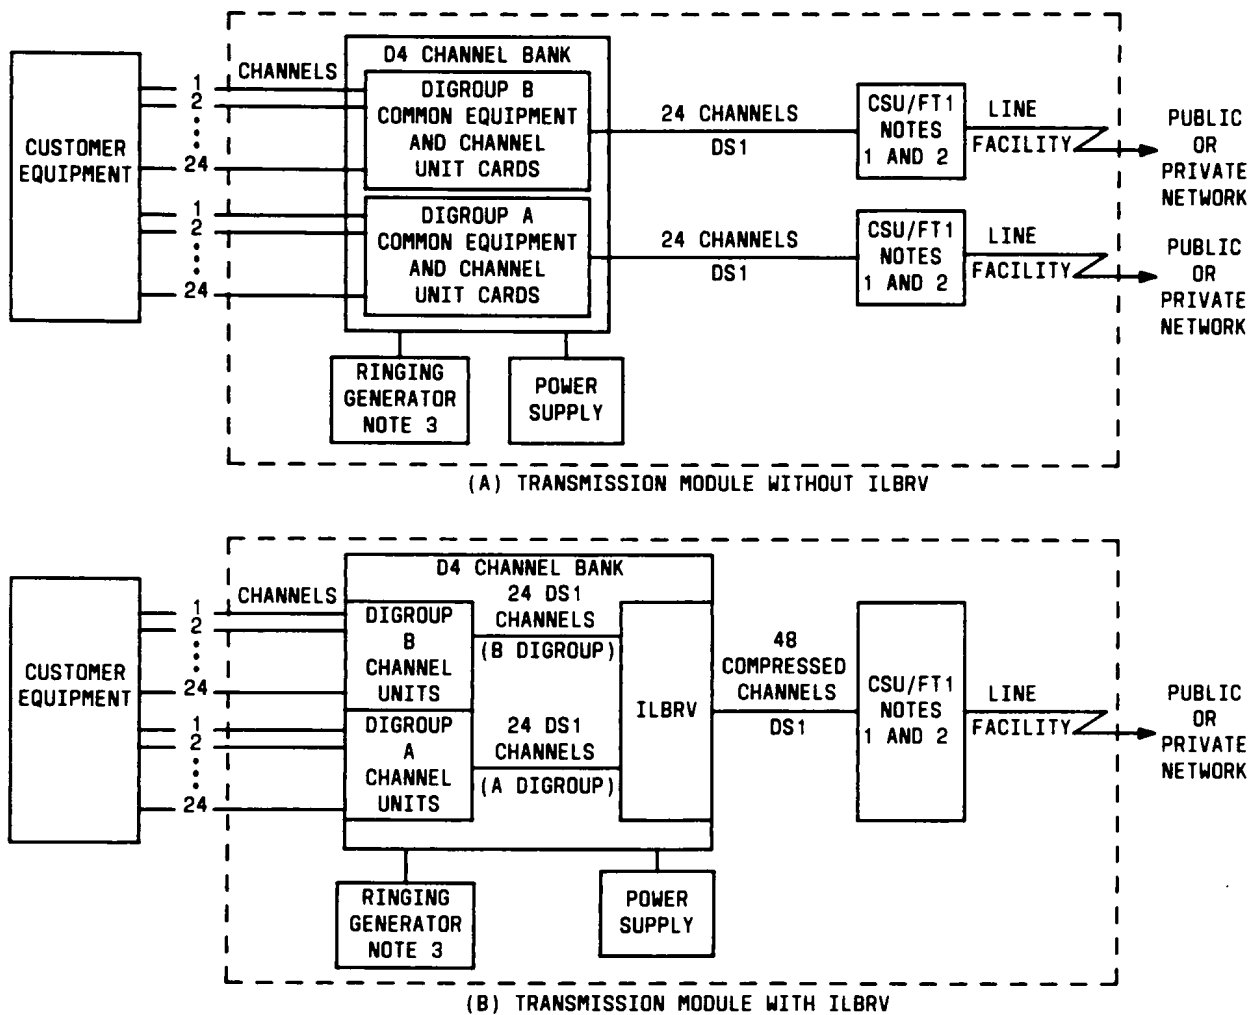 D4 CHANNEL BANK
CHANNELS
1
2
24
1
2
24
CUSTOMER
EQUIPMENT
DIGROUP B
COMMON EQUIPMENT
AND CHANNEL
UNIT CARDS
DIGROUP A
COMMON EQUIPMENT
AND CHANNEL
UNIT CARDS
24 CHANNELS
DS1
24 CHANNELS
DS1
CSU/FT1
NOTES
1 AND 2
CSU/FT1
NOTES
1 AND 2
LINE
FACILITY
LINE
FACILITY
PUBLIC
OR
PRIVATE
NETWORK
PUBLIC
OR
PRIVATE
NETWORK
RINGING
GENERATOR
NOTE 3
POWER
SUPPLY
(A) TRANSMISSION MODULE WITHOUT ILBRV
D4 CHANNEL BANK
CHANNELS
1
2
24
1
2
24
CUSTOMER
EQUIPMENT
DIGROUP
B
CHANNEL
UNITS
DIGROUP
A
CHANNEL
UNITS
24 DS1
CHANNELS
(B DIGROUP)
24 DS1
CHANNELS
(A DIGROUP)
ILBRV
48
COMPRESSED
CHANNELS
DS1
CSU/FT1
NOTES
1 AND 2
LINE
FACILITY
PUBLIC
OR
PRIVATE
NETWORK
RINGING
GENERATOR
NOTE 3
POWER
SUPPLY
(B) TRANSMISSION MODULE WITH ILBRV